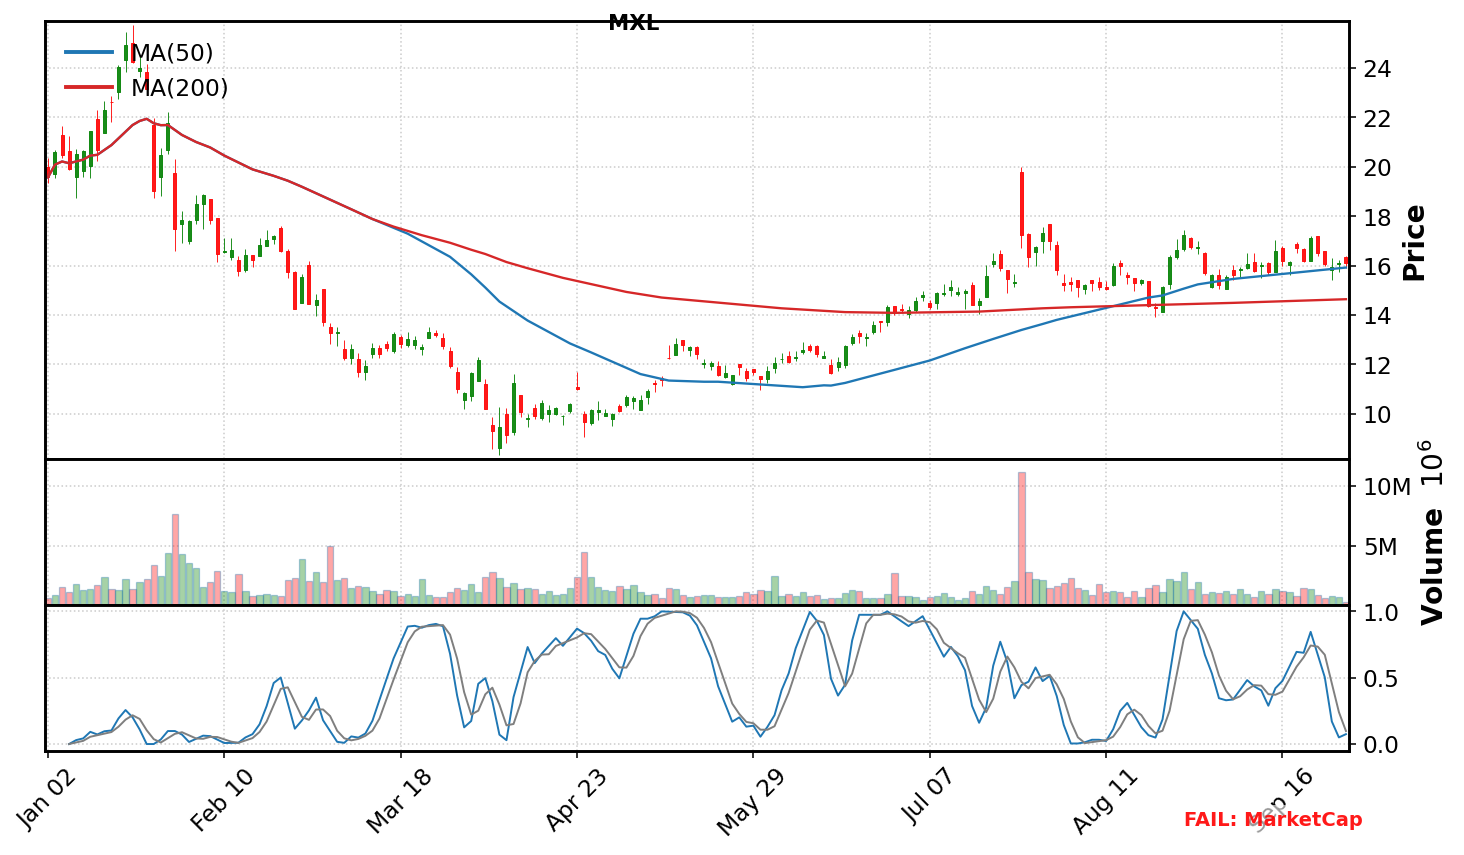 MXL
MA(50)
MA(200)
24
22
20
18
16
14
12
10
Price
10M
5M
Volume 10^6
1.0
0.5
0.0
Jan 02
Feb 10
Mar 18
Apr 23
May 29
Jul 07
Aug 11
Sep 16
FAIL: MarketCap